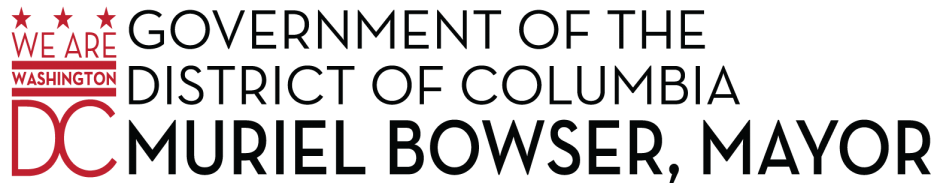 WE ARE
WASHINGTON
DC
GOVERNMENT OF THE
DISTRICT OF COLUMBIA
MURIEL BOWSER, MAYOR